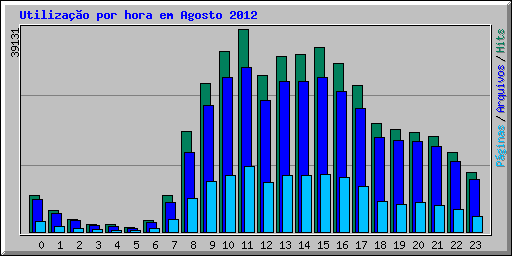 Utilização por hora em Agosto 2012
39131
Páginas / Arquivos / Hits
0 1 2 3 4 5 6 7 8 9 10 11 12 13 14 15 16 17 18 19 20 21 22 23